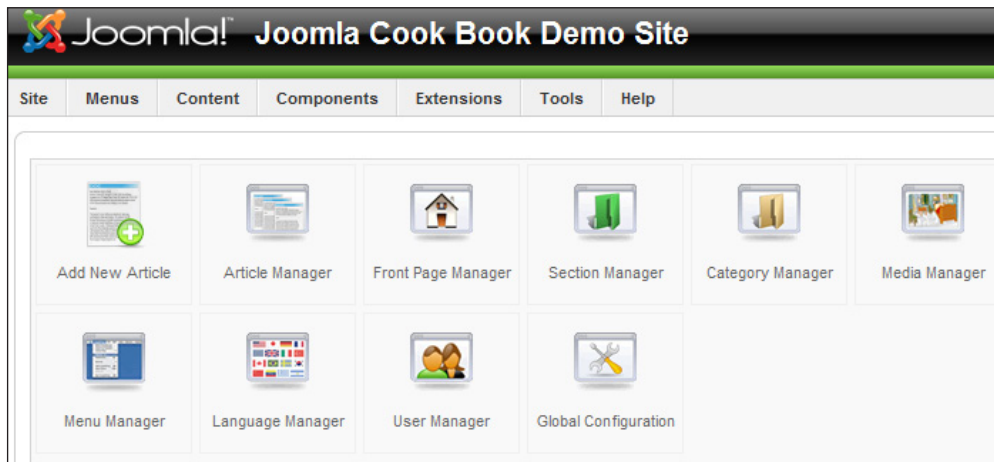 Joomla!™ Joomla Cook Book Demo Site
Site Menus Content Components Extensions Tools Help
Add New Article Article Manager Front Page Manager Section Manager Category Manager Media Manager
Menu Manager Language Manager User Manager Global Configuration